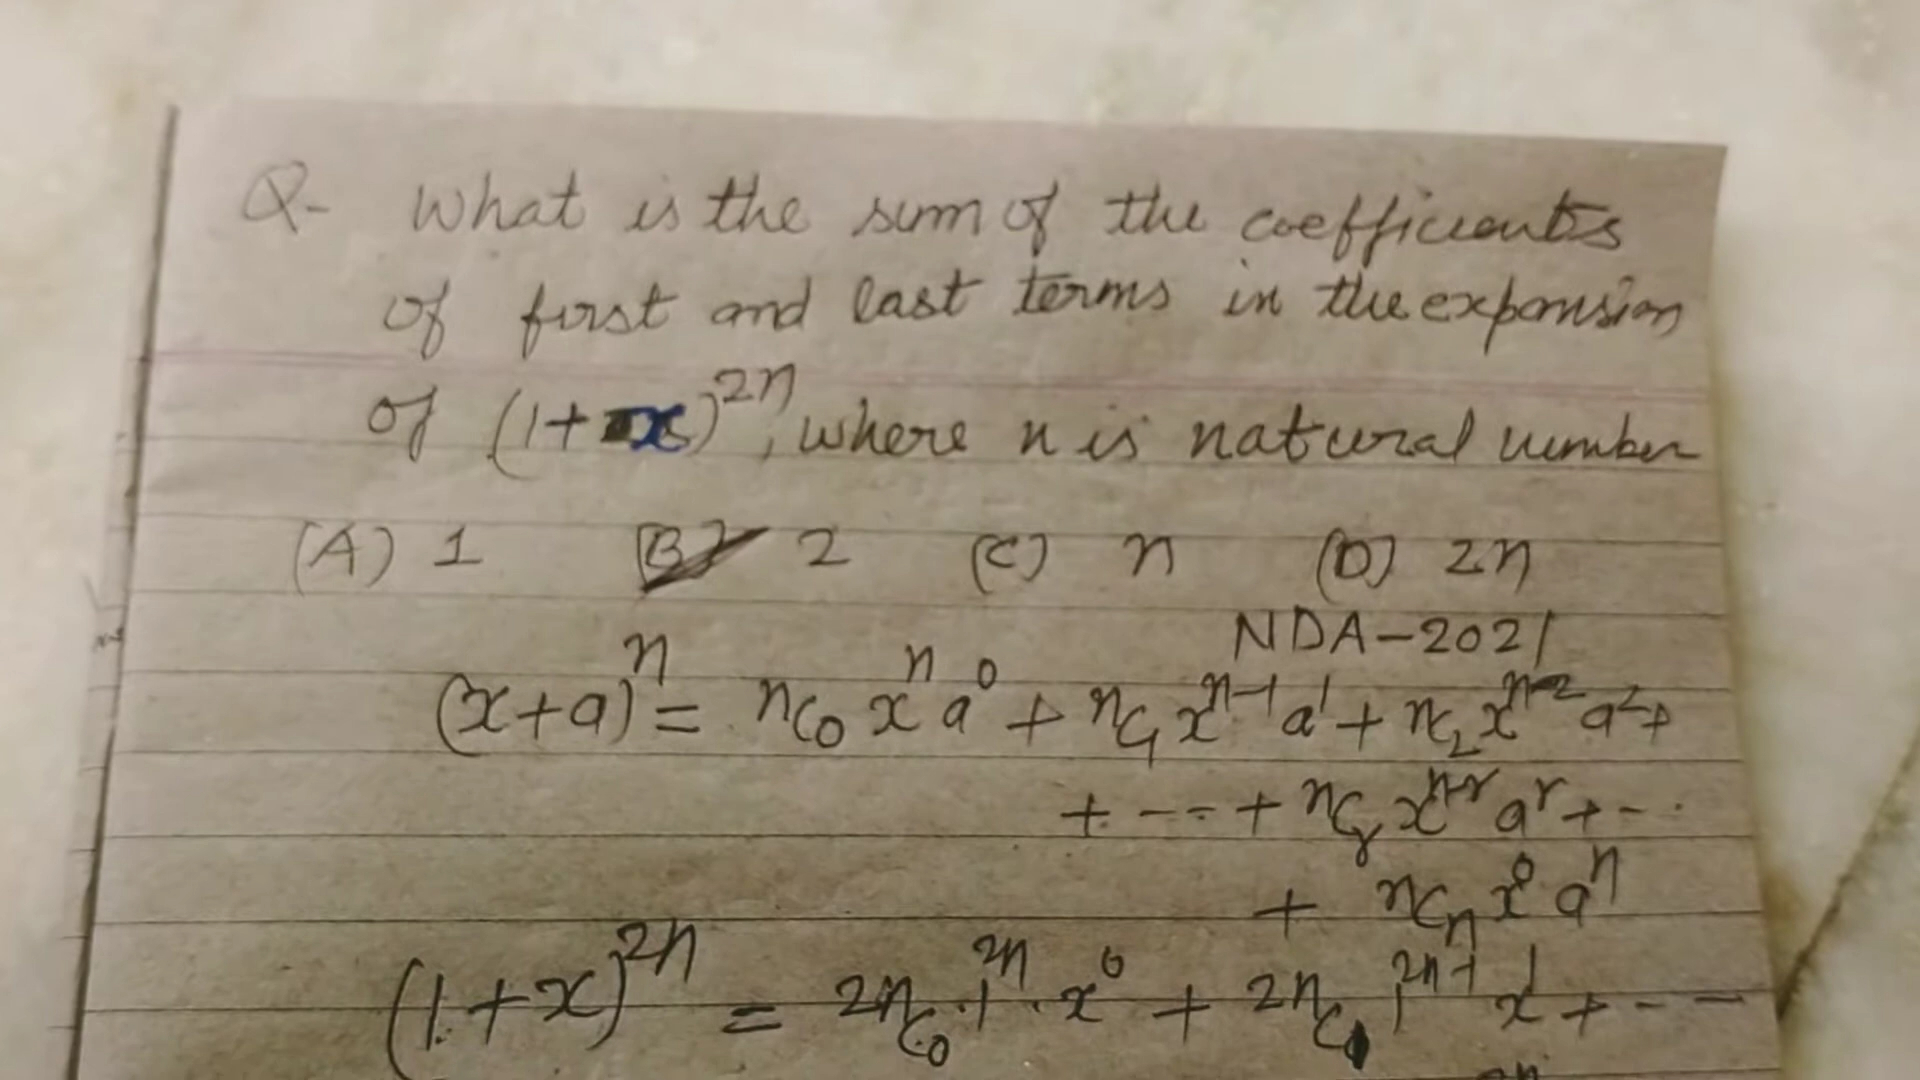 Q- What is the sum of the coefficients
of first and last terms in the expansion
of (1+x)^2n, where n is natural number
(A) 1 (B) 2 (C) n (D) 2n
NDA-2021
(x+a)^n = nC0 x^n a^0 + nC1 x^n-1 a^1 + nC2 x^n-2 a^2 +
+ --- + nCr x^n-r a^r + --
+ nCn x^0 a^n
(1+x)^2n = 2nC0 . 1^2n . x^0 + 2nC1 1^2n-1 x^1 + ---